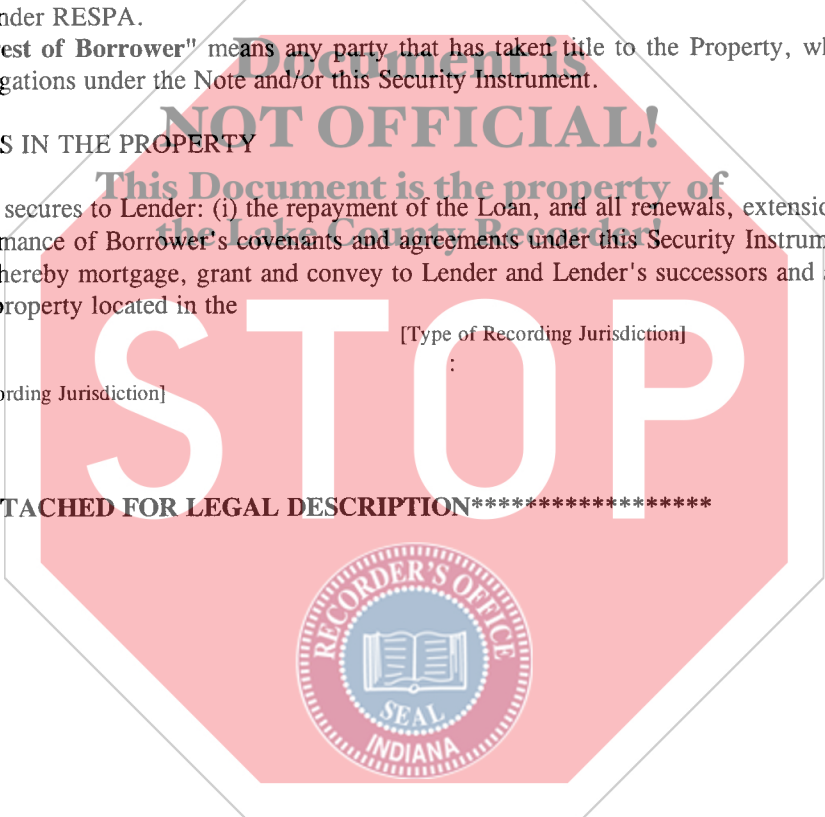 nder RESPA.
est of Borrower" means any party that has taken title to the Property, wh
gations under the Note and/or this Security Instrument.
Document is
NOT OFFICIAL!
S IN THE PROPERTY
This Document is the property of
the Lake County Recorder!
secures to Lender: (i) the repayment of the Loan, and all renewals, extensio
mance of Borrower's covenants and agreements under this Security Instrum
hereby mortgage, grant and convey to Lender and Lender's successors and a
property located in the
[Type of Recording Jurisdiction]
:
ording Jurisdiction]
STOP
TACHED FOR LEGAL DESCRIPTION******************
RECORDER'S OFFICE
SEAL
INDIANA